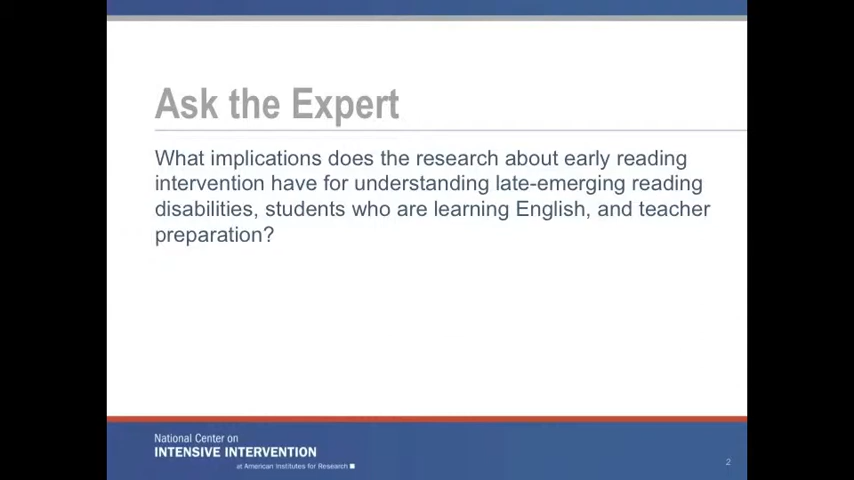 Ask the Expert
What implications does the research about early reading
intervention have for understanding late-emerging reading
disabilities, students who are learning English, and teacher
preparation?
National Center on
INTENSIVE INTERVENTION
at American Institutes for Research
2